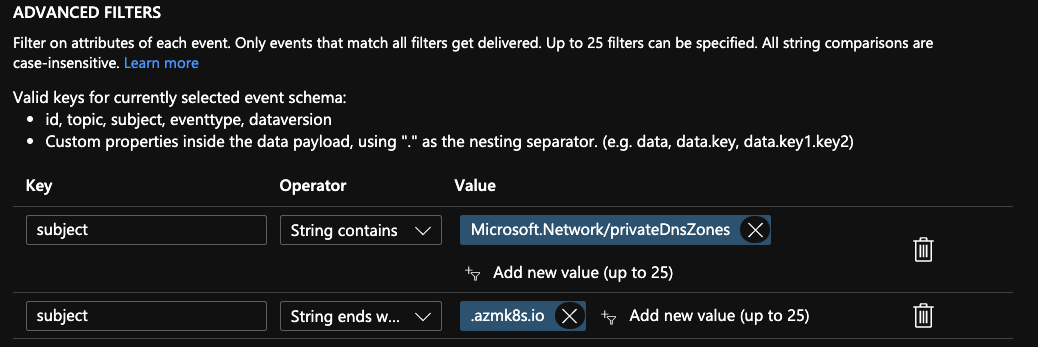 ADVANCED FILTERS
Filter on attributes of each event. Only events that match all filters get delivered. Up to 25 filters can be specified. All string comparisons are
case-insensitive. Learn more
Valid keys for currently selected event schema:
• id, topic, subject, eventtype, dataversion
• Custom properties inside the data payload, using "." as the nesting separator. (e.g. data, data.key, data.key1.key2)
Key Operator Value
subject String contains Microsoft.Network/privateDnsZones
Add new value (up to 25)
subject String ends w... .azmk8s.io Add new value (up to 25)